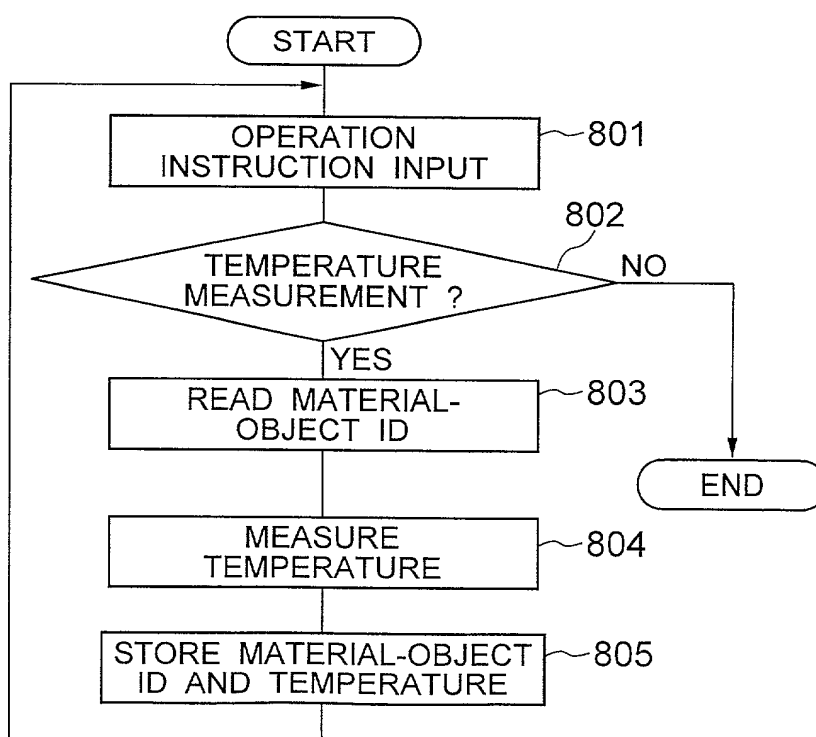 START
OPERATION
INSTRUCTION INPUT
801
802
TEMPERATURE
MEASUREMENT ?
NO
YES
READ MATERIAL-
OBJECT ID
803
END
MEASURE
TEMPERATURE
804
STORE MATERIAL-OBJECT
ID AND TEMPERATURE
805